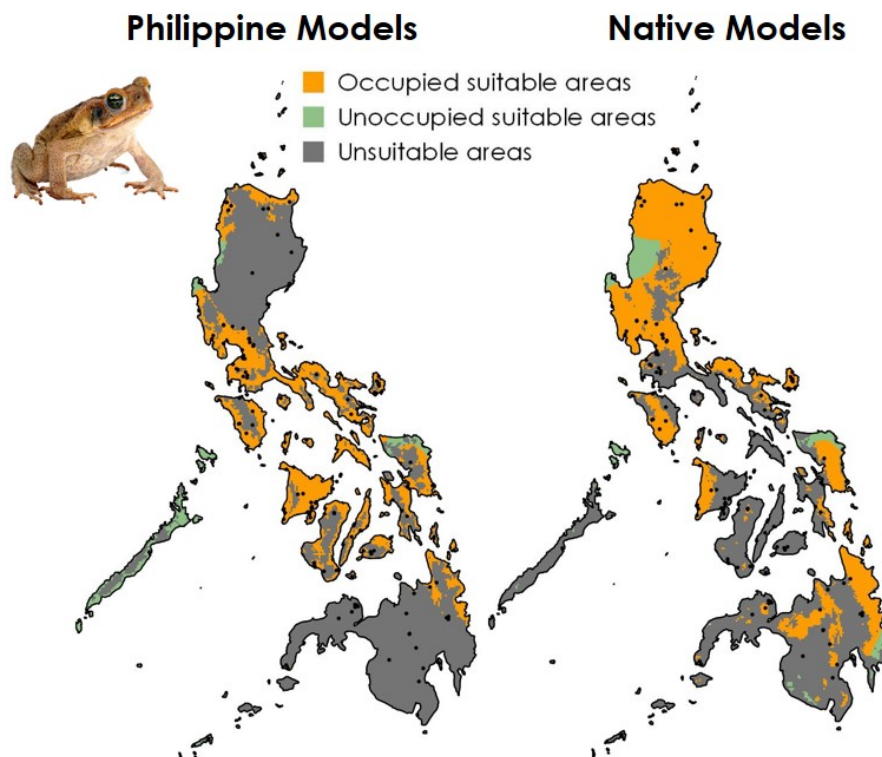 Philippine Models
Native Models
Occupied suitable areas
Unoccupied suitable areas
Unsuitable areas